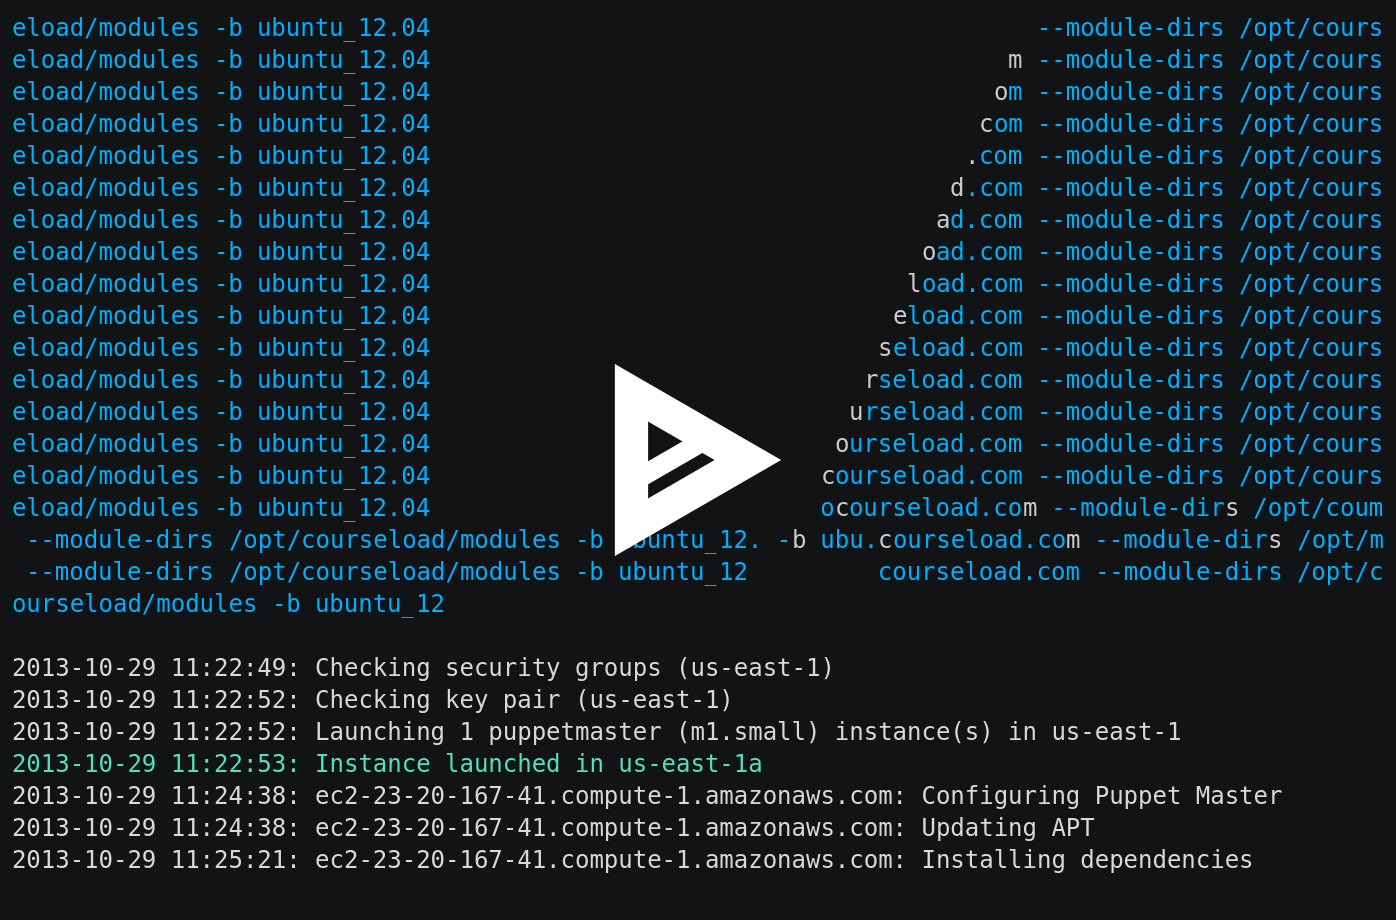 eload/modules -b ubuntu_12.04 --module-dirs /opt/cours
eload/modules -b ubuntu_12.04 m --module-dirs /opt/cours
eload/modules -b ubuntu_12.04 om --module-dirs /opt/cours
eload/modules -b ubuntu_12.04 com --module-dirs /opt/cours
eload/modules -b ubuntu_12.04 .com --module-dirs /opt/cours
eload/modules -b ubuntu_12.04 d.com --module-dirs /opt/cours
eload/modules -b ubuntu_12.04 ad.com --module-dirs /opt/cours
eload/modules -b ubuntu_12.04 oad.com --module-dirs /opt/cours
eload/modules -b ubuntu_12.04 load.com --module-dirs /opt/cours
eload/modules -b ubuntu_12.04 eload.com --module-dirs /opt/cours
eload/modules -b ubuntu_12.04 seload.com --module-dirs /opt/cours
eload/modules -b ubuntu_12.04 rseload.com --module-dirs /opt/cours
eload/modules -b ubuntu_12.04 urseload.com --module-dirs /opt/cours
eload/modules -b ubuntu_12.04 ourseload.com --module-dirs /opt/cours
eload/modules -b ubuntu_12.04 courseload.com --module-dirs /opt/cours
eload/modules -b ubuntu_12.04 ocourseload.com --module-dirs /opt/coum
--module-dirs /opt/courseload/modules -b ubuntu_12. -b ubu.courseload.com --module-dirs /opt/m
--module-dirs /opt/courseload/modules -b ubuntu_12 courseload.com --module-dirs /opt/c
ourseload/modules -b ubuntu_12
2013-10-29 11:22:49: Checking security groups (us-east-1)
2013-10-29 11:22:52: Checking key pair (us-east-1)
2013-10-29 11:22:52: Launching 1 puppetmaster (m1.small) instance(s) in us-east-1
2013-10-29 11:22:53: Instance launched in us-east-1a
2013-10-29 11:24:38: ec2-23-20-167-41.compute-1.amazonaws.com: Configuring Puppet Master
2013-10-29 11:24:38: ec2-23-20-167-41.compute-1.amazonaws.com: Updating APT
2013-10-29 11:25:21: ec2-23-20-167-41.compute-1.amazonaws.com: Installing dependencies